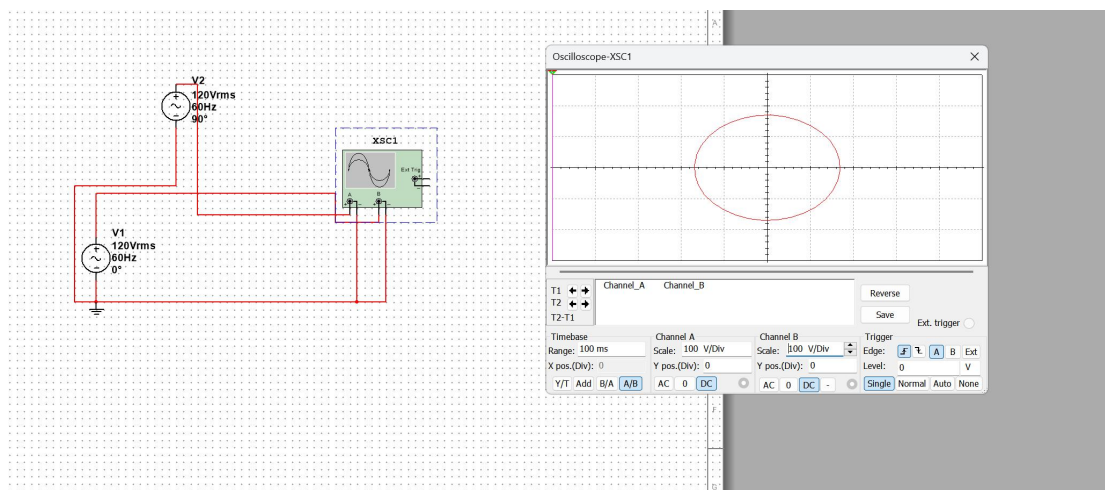 A
V2
120Vrms
60Hz
90°
XSC1
Ext Trig
A
B
V1
120Vrms
60Hz
0°
F
G
Oscilloscope-XSC1
T1
T2
T2-T1
Channel_A Channel_B
Reverse
Save
Ext. trigger
Timebase
Range: 100 ms
X pos.(Div): 0
Y/T Add B/A A/B
Channel A
Scale: 100 V/Div
Y pos.(Div): 0
AC 0 DC
Channel B
Scale: 100 V/Div
Y pos.(Div): 0
AC 0 DC -
Trigger
Edge: A B Ext
Level: 0 V
Single Normal Auto None